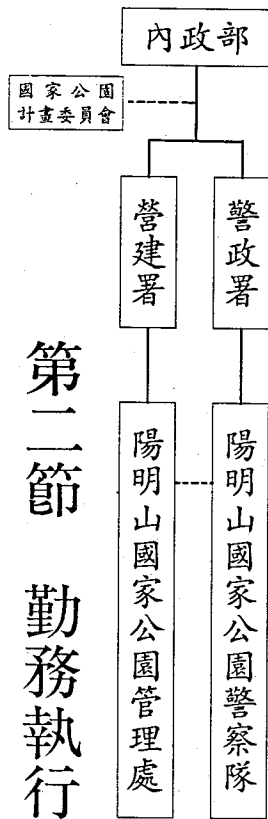 內政部
國家公園
計畫委員會
警政署
營建署
陽明山國家公園警察隊
陽明山國家公園管理處
第二節 勤務執行